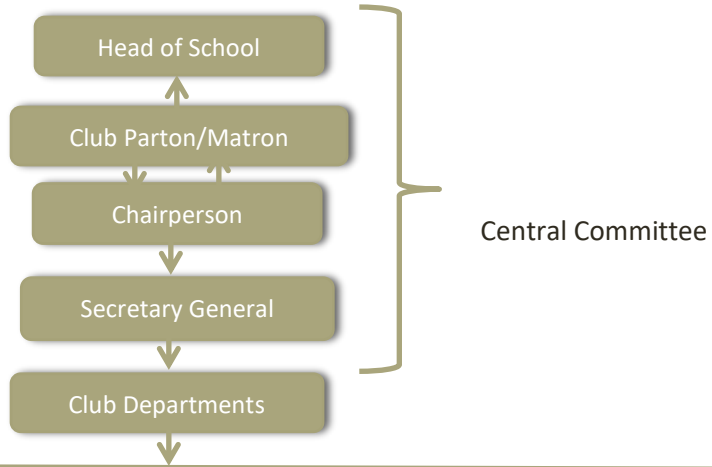 Head of School
Club Parton/Matron
Chairperson
Central Committee
Secretary General
Club Departments